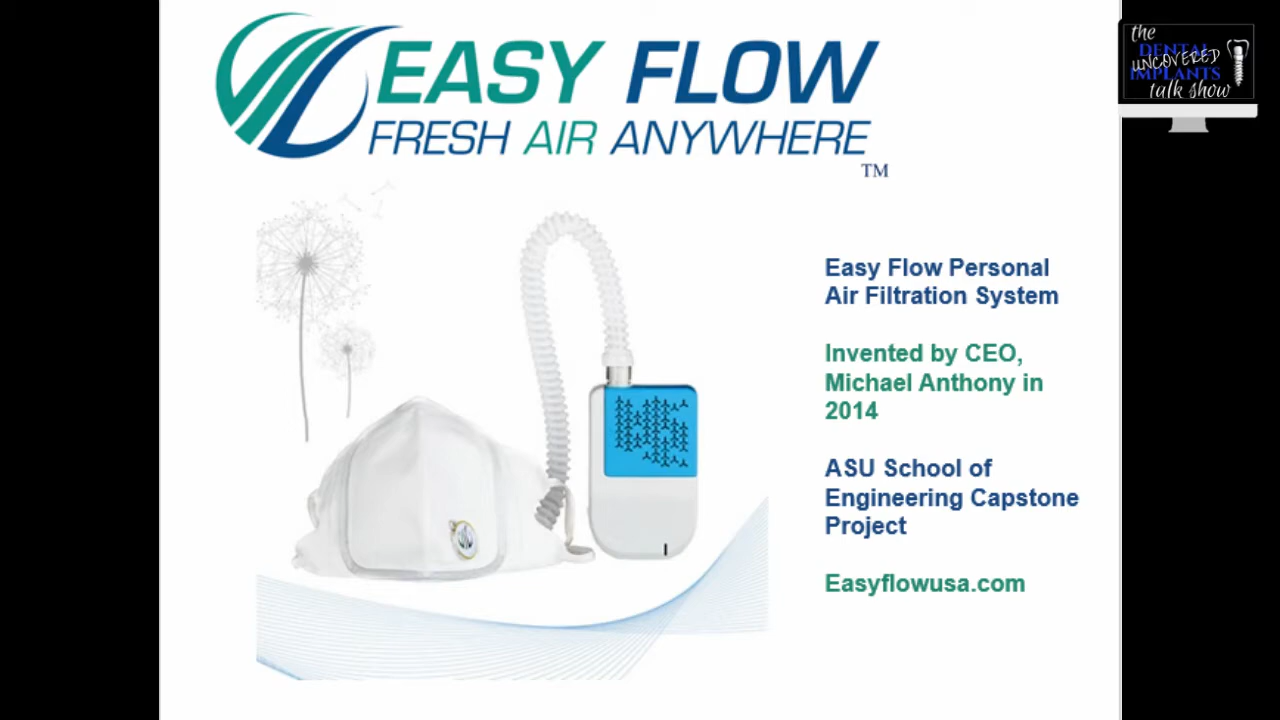 EASY FLOW
FRESH AIR ANYWHERE
TM
Easy Flow Personal
Air Filtration System
Invented by CEO,
Michael Anthony in
2014
ASU School of
Engineering Capstone
Project
Easyflowusa.com
the
DENTAL
UNCOVERED
IMPLANTS
talk show